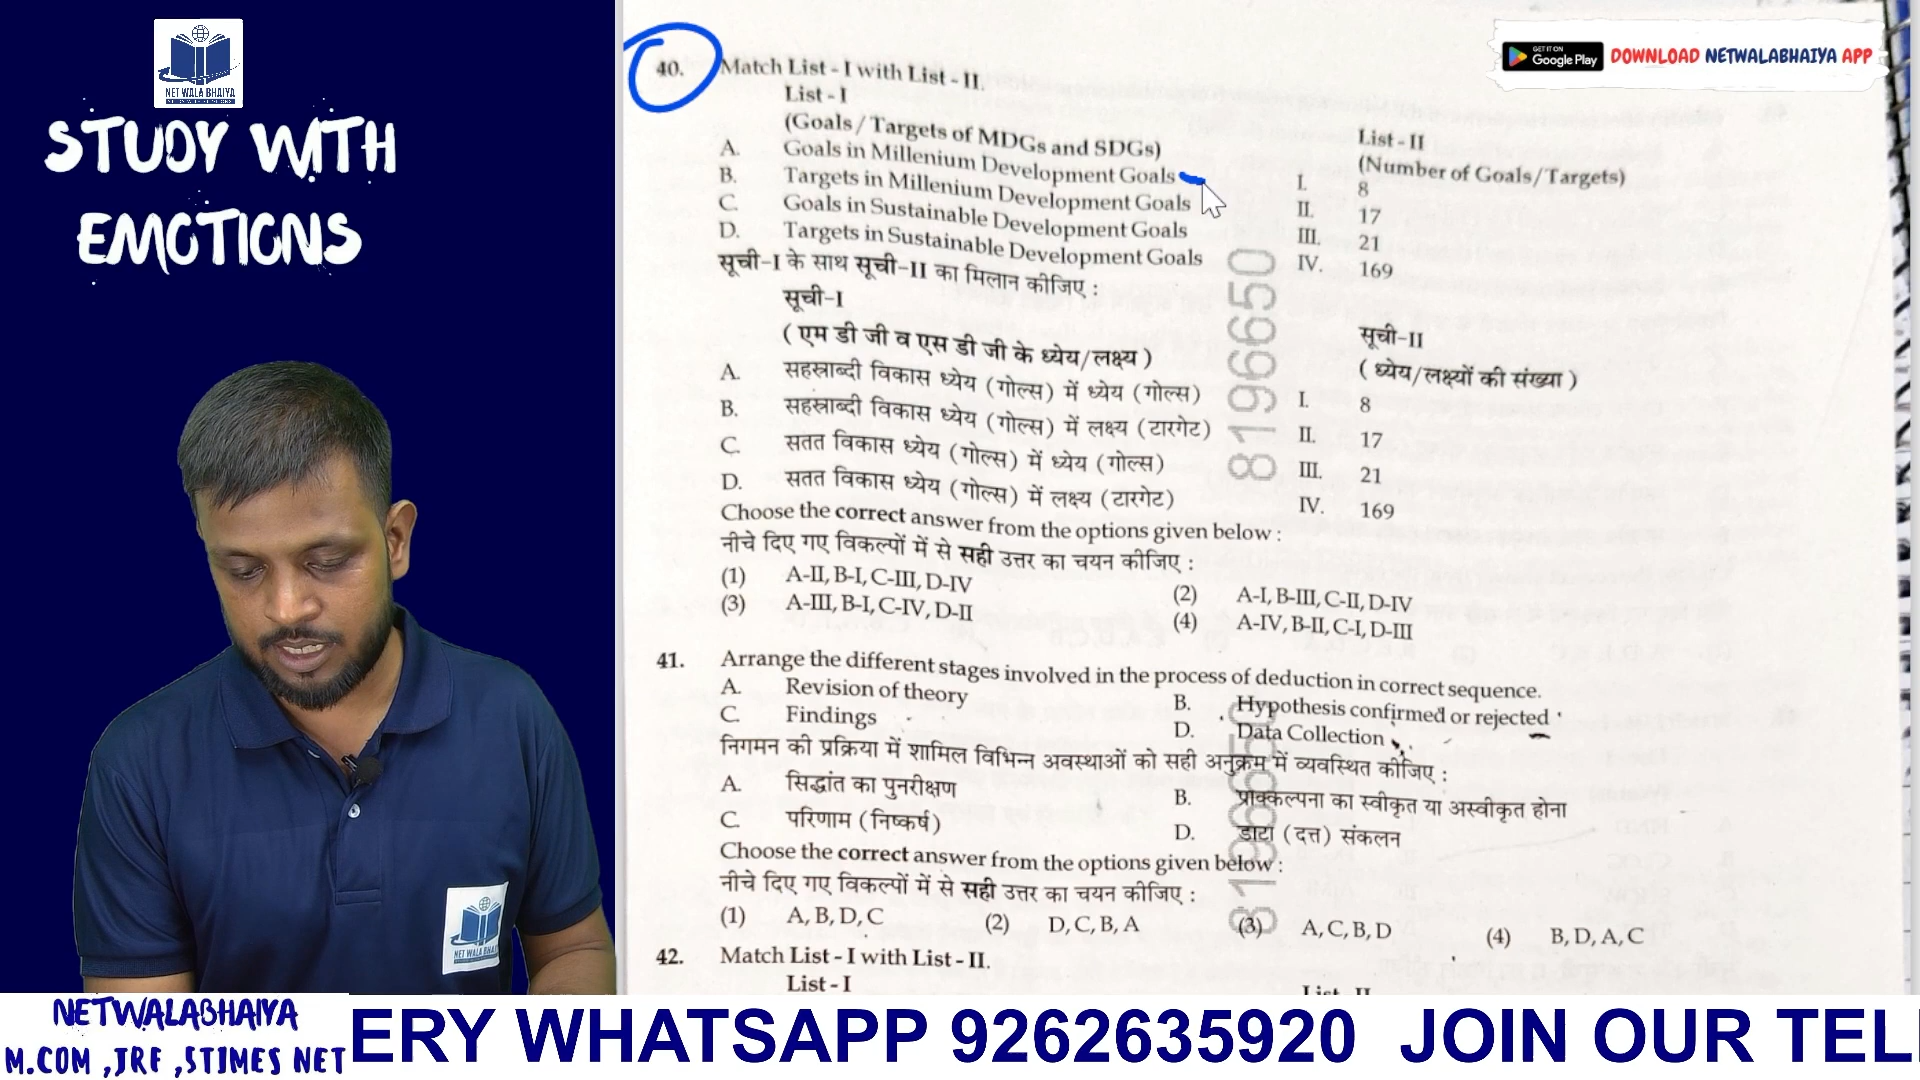 NET WALA BHAIYA
STUDY WITH
EMOTIONS
GET IT ON
Google Play
DOWNLOAD NETWALABHAIYA APP
40. Match List - I with List - II.
List - I
(Goals / Targets of MDGs and SDGs)
List - II
(Number of Goals/Targets)
A. Goals in Millenium Development Goals I. 8
B. Targets in Millenium Development Goals II. 17
C. Goals in Sustainable Development Goals III. 21
D. Targets in Sustainable Development Goals IV. 169
सूची-I के साथ सूची-II का मिलान कीजिए :
सूची-I
( एम डी जी व एस डी जी के ध्येय/लक्ष्य )
सूची-II
( ध्येय/लक्ष्यों की संख्या )
A. सहस्राब्दी विकास ध्येय (गोल्स) में ध्येय (गोल्स) I. 8
B. सहस्राब्दी विकास ध्येय (गोल्स) में लक्ष्य (टारगेट) II. 17
C. सतत विकास ध्येय (गोल्स) में ध्येय (गोल्स) III. 21
D. सतत विकास ध्येय (गोल्स) में लक्ष्य (टारगेट) IV. 169
Choose the correct answer from the options given below :
नीचे दिए गए विकल्पों में से सही उत्तर का चयन कीजिए :
(1) A-II, B-I, C-III, D-IV (2) A-I, B-III, C-II, D-IV
(3) A-III, B-I, C-IV, D-II (4) A-IV, B-II, C-I, D-III
8196650
41. Arrange the different stages involved in the process of deduction in correct sequence.
A. Revision of theory B. Hypothesis confirmed or rejected
C. Findings D. Data Collection
निगमन की प्रक्रिया में शामिल विभिन्न अवस्थाओं को सही अनुक्रम में व्यवस्थित कीजिए :
A. सिद्धांत का पुनरीक्षण B. प्राक्कल्पना का स्वीकृत या अस्वीकृत होना
C. परिणाम (निष्कर्ष) D. डाटा (दत्त) संकलन
Choose the correct answer from the options given below :
नीचे दिए गए विकल्पों में से सही उत्तर का चयन कीजिए :
(1) A, B, D, C (2) D, C, B, A (3) A, C, B, D (4) B, D, A, C
8196650
42. Match List - I with List - II.
List - I List - II
NET WALA BHAIYA
NETWALABHAIYA
M.COM ,JRF ,5TIMES NET
ERY WHATSAPP 9262635920 JOIN OUR TEL